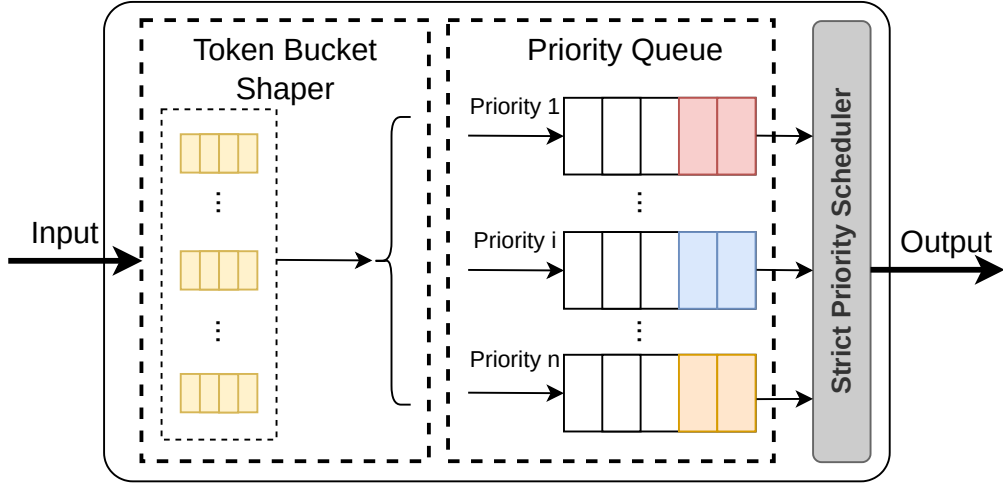 Token Bucket
Shaper
Priority Queue
Priority 1
...
...
Input
Priority i
Output
...
...
Priority n
Strict Priority Scheduler